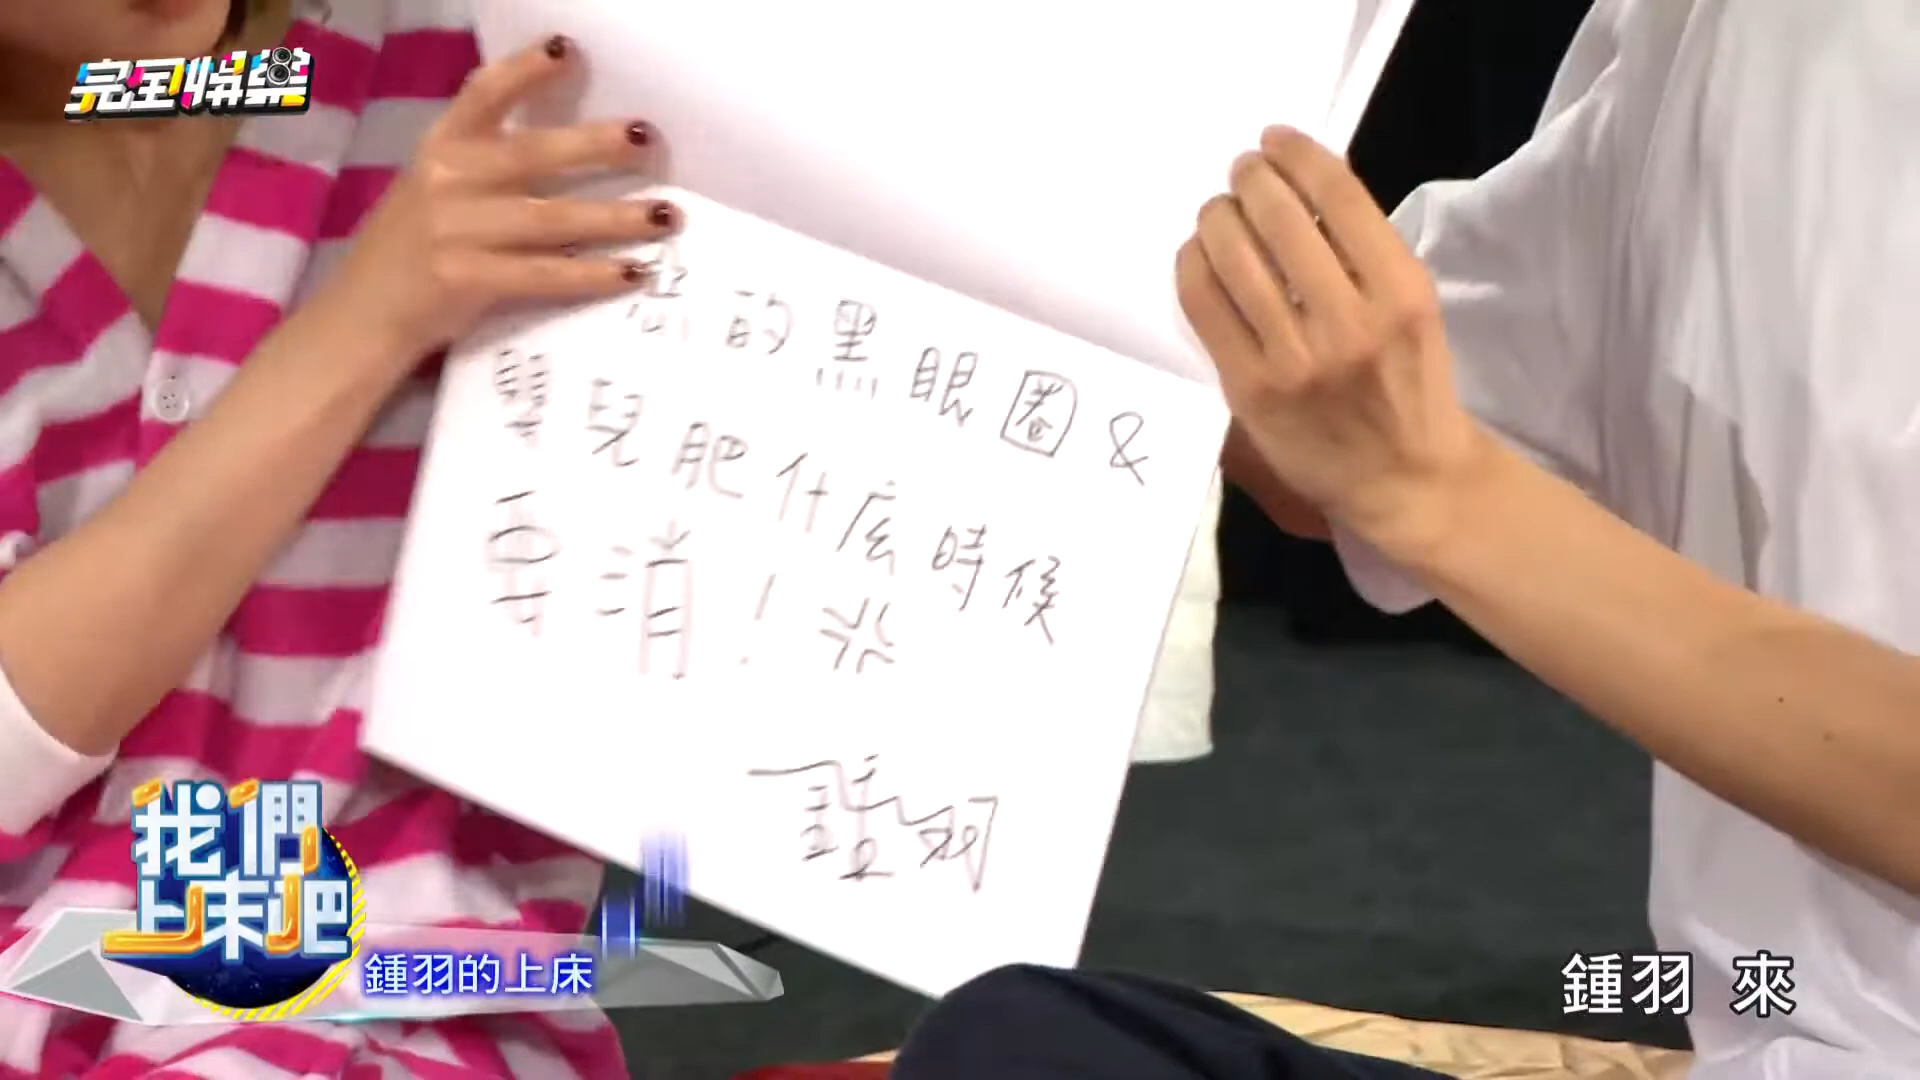 完全娛樂
的黑眼圈&
嬰兒肥什庅時候
要消！
鍾羽
我們上床吧
鍾羽的上床
鍾羽 來